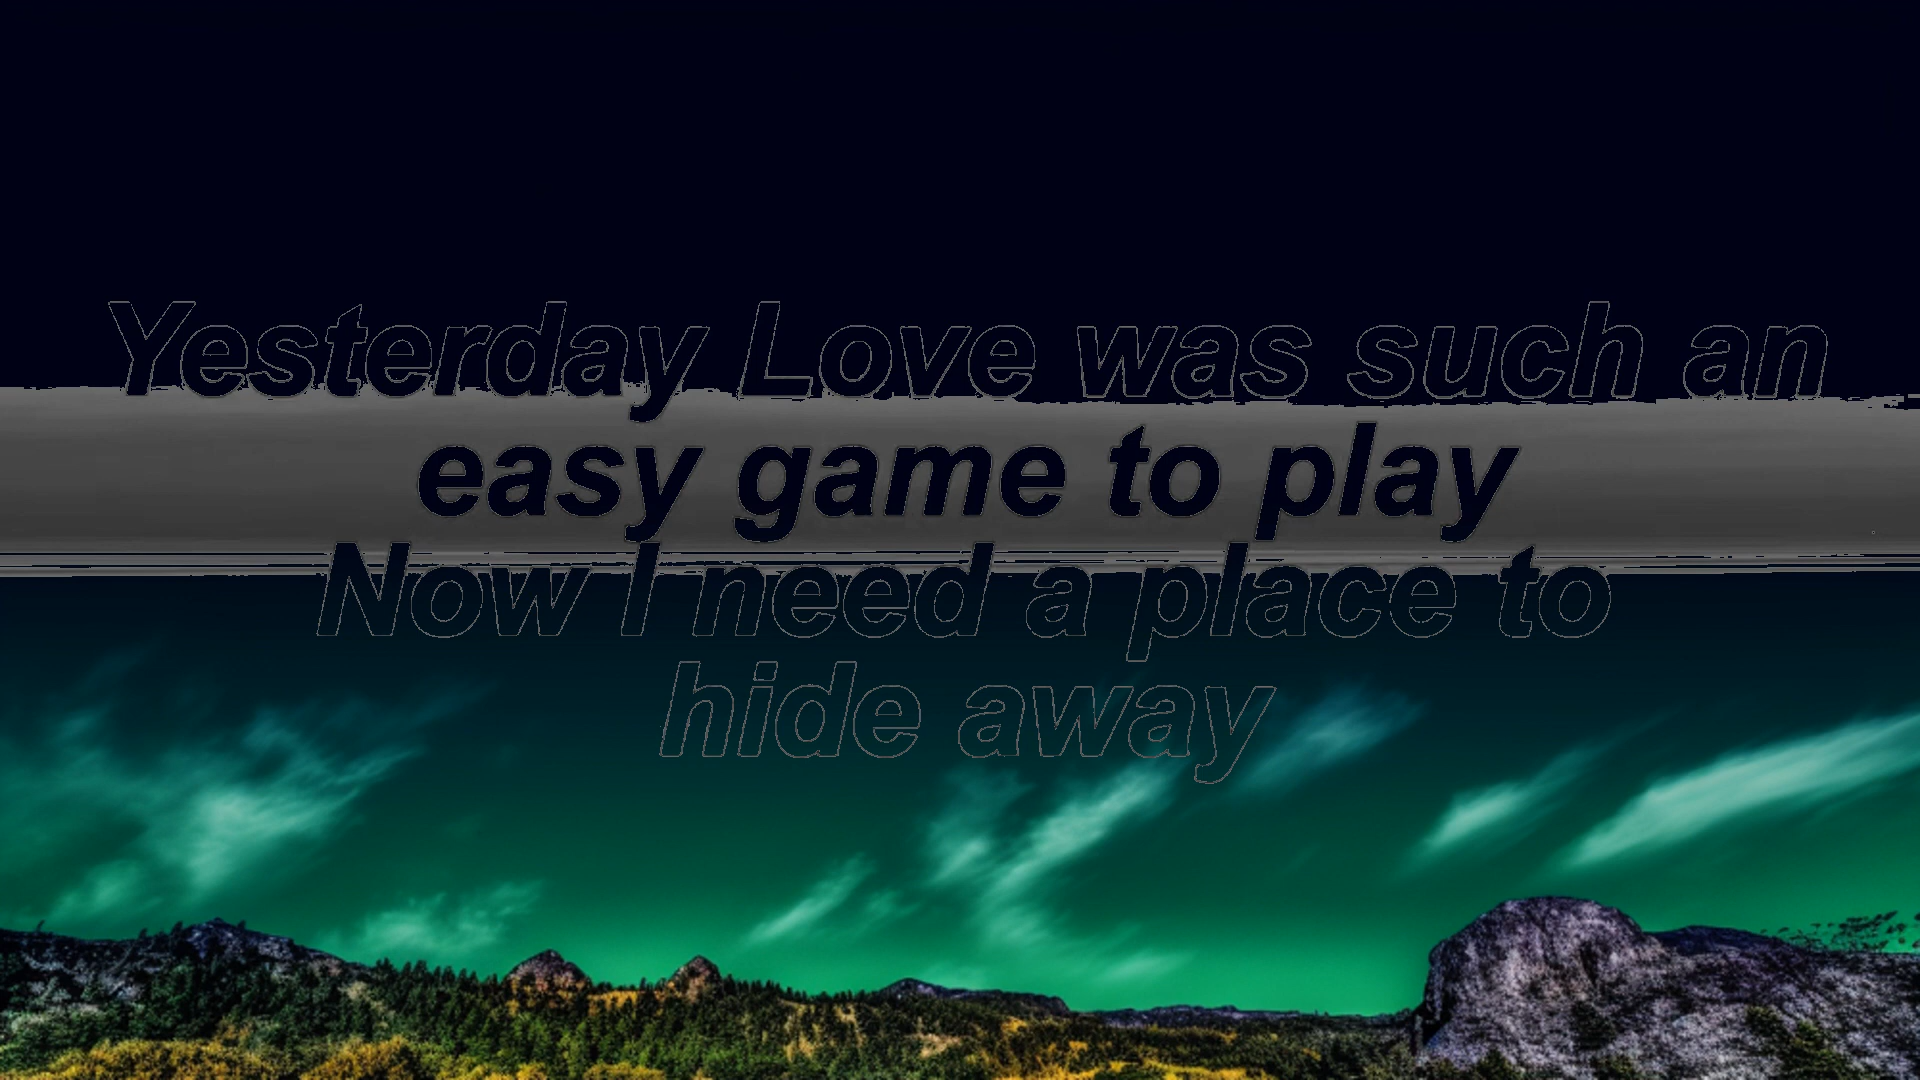 Yesterday Love was such an
easy game to play
Now I need a place to
hide away